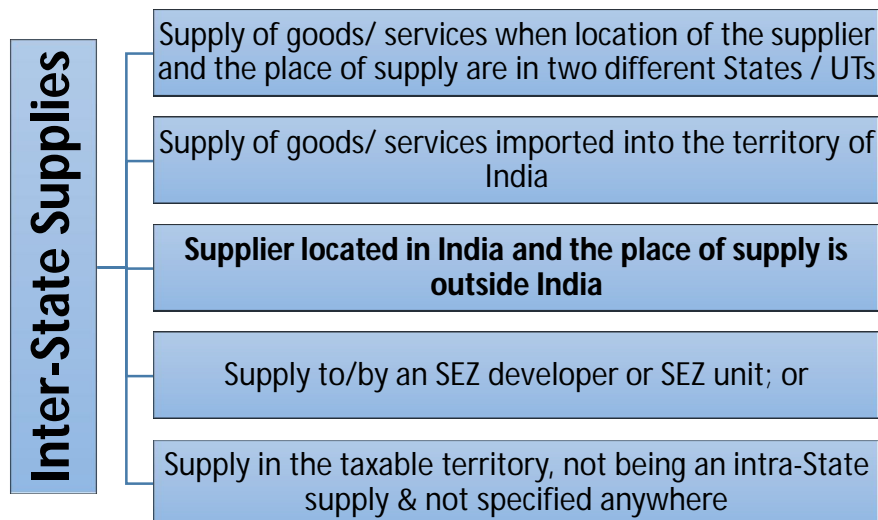 Inter-State Supplies
Supply of goods/ services when location of the supplier
and the place of supply are in two different States / UTs
Supply of goods/ services imported into the territory of
India
Supplier located in India and the place of supply is
outside India
Supply to/by an SEZ developer or SEZ unit; or
Supply in the taxable territory, not being an intra-State
supply & not specified anywhere